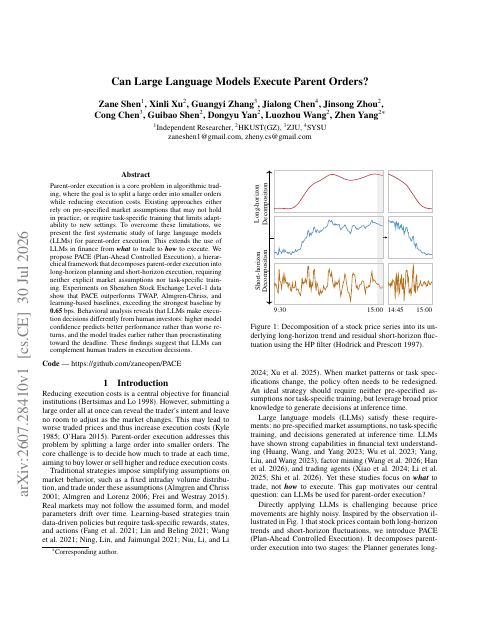 Can Large Language Models Execute Parent Orders?
Zane Shen1, Xinli Xu2, Guangyi Zhang3, Jialong Chen4, Jinsong Zhou2,
Cong Chen3, Guibao Shen2, Dongyu Yan2, Luozhou Wang2, Zhen Yang2*
1Independent Researcher, 2HKUST(GZ), 3ZJU, 4SYSU
zaneshen1@gmail.com, zheny.cs@gmail.com
arXiv:2607.28410v1 [cs.CE] 30 Jul 2026
Abstract
Parent-order execution is a core problem in algorithmic trad-
ing, where the goal is to split a large order into smaller orders
while reducing execution costs. Existing approaches either
rely on pre-specified market assumptions that may not hold
in practice, or require task-specific training that limits adapt-
ability to new settings. To overcome these limitations, we
present the first systematic study of large language models
(LLMs) for parent-order execution. This extends the use of
LLMs in finance from what to trade to how to execute. We
propose PACE (Plan-Ahead Controlled Execution), a hierar-
chical framework that decomposes parent-order execution into
long-horizon planning and short-horizon execution, requiring
neither explicit market assumptions nor task-specific train-
ing. Experiments on Shenzhen Stock Exchange Level-1 data
show that PACE outperforms TWAP, Almgren-Chriss, and
learning-based baselines, exceeding the strongest baseline by
0.65 bps. Behavioral analysis reveals that LLMs make execu-
tion decisions differently from human investors: higher model
confidence predicts better performance rather than worse re-
turns, and the model trades earlier rather than procrastinating
toward the deadline. These findings suggest that LLMs can
complement human traders in execution decisions.
Code — https://github.com/zaneopen/PACE
1 Introduction
Reducing execution costs is a central objective for financial
institutions (Bertsimas and Lo 1998). However, submitting a
large order all at once can reveal the trader's intent and leave
no room to adjust as the market changes. This may lead to
worse traded prices and thus increase execution costs (Kyle
1985; O'Hara 2015). Parent-order execution addresses this
problem by splitting a large order into smaller orders. The
core challenge is to decide how much to trade at each time,
aiming to buy lower or sell higher and reduce execution costs.
Traditional strategies impose simplifying assumptions on
market behavior, such as a fixed intraday volume distribu-
tion, and trade under these assumptions (Almgren and Chriss
2001; Almgren and Lorenz 2006; Frei and Westray 2015).
Real markets may not follow the assumed form, and model
parameters drift over time. Learning-based strategies train
data-driven policies but require task-specific rewards, states,
and actions (Fang et al. 2021; Lin and Beling 2021; Wang
et al. 2021; Ning, Lin, and Jaimungal 2021; Niu, Li, and Li
*Corresponding author.
Long-horizon
Decomposition
Short-horizon
Decomposition
9:30 15:00 14:45 15:00
Figure 1: Decomposition of a stock price series into its un-
derlying long-horizon trend and residual short-horizon fluc-
tuation using the HP filter (Hodrick and Prescott 1997).
2024; Xu et al. 2025). When market patterns or task spec-
ifications change, the policy often needs to be redesigned.
An ideal strategy should require neither pre-specified as-
sumptions nor task-specific training, but leverage broad prior
knowledge to generate decisions at inference time.
Large language models (LLMs) satisfy these require-
ments: no pre-specified market assumptions, no task-specific
training, and decisions generated at inference time. LLMs
have shown strong capabilities in financial text understand-
ing (Huang, Wang, and Yang 2023; Wu et al. 2023; Yang,
Liu, and Wang 2023), factor mining (Wang et al. 2026; Han
et al. 2026), and trading agents (Xiao et al. 2024; Li et al.
2025; Shi et al. 2026). Yet these studies focus on what to
trade, not how to execute. This gap motivates our central
question: can LLMs be used for parent-order execution?
Directly applying LLMs is challenging because price
movements are highly noisy. Inspired by the observation il-
lustrated in Fig. 1 that stock prices contain both long-horizon
trends and short-horizon fluctuations, we introduce PACE
(Plan-Ahead Controlled Execution). It decomposes parent-
order execution into two stages: the Planner generates long-